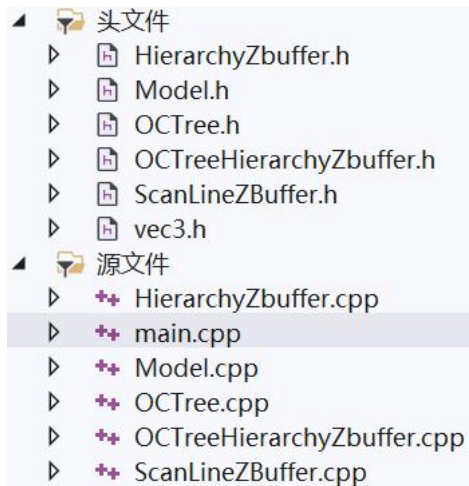 头文件
HierarchyZbuffer.h
Model.h
OCTree.h
OCTreeHierarchyZbuffer.h
ScanLineZBuffer.h
vec3.h
源文件
HierarchyZbuffer.cpp
main.cpp
Model.cpp
OCTree.cpp
OCTreeHierarchyZbuffer.cpp
ScanLineZBuffer.cpp